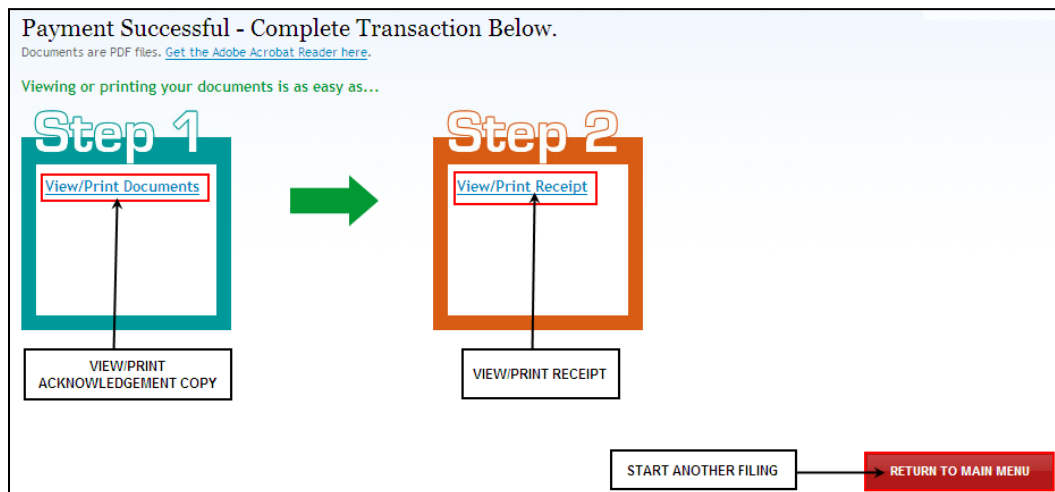 Payment Successful - Complete Transaction Below.
Documents are PDF files. Get the Adobe Acrobat Reader here.
Viewing or printing your documents is as easy as...
Step 1
View/Print Documents
VIEW/PRINT
ACKNOWLEDGEMENT COPY
Step 2
View/Print Receipt
VIEW/PRINT RECEIPT
START ANOTHER FILING
RETURN TO MAIN MENU